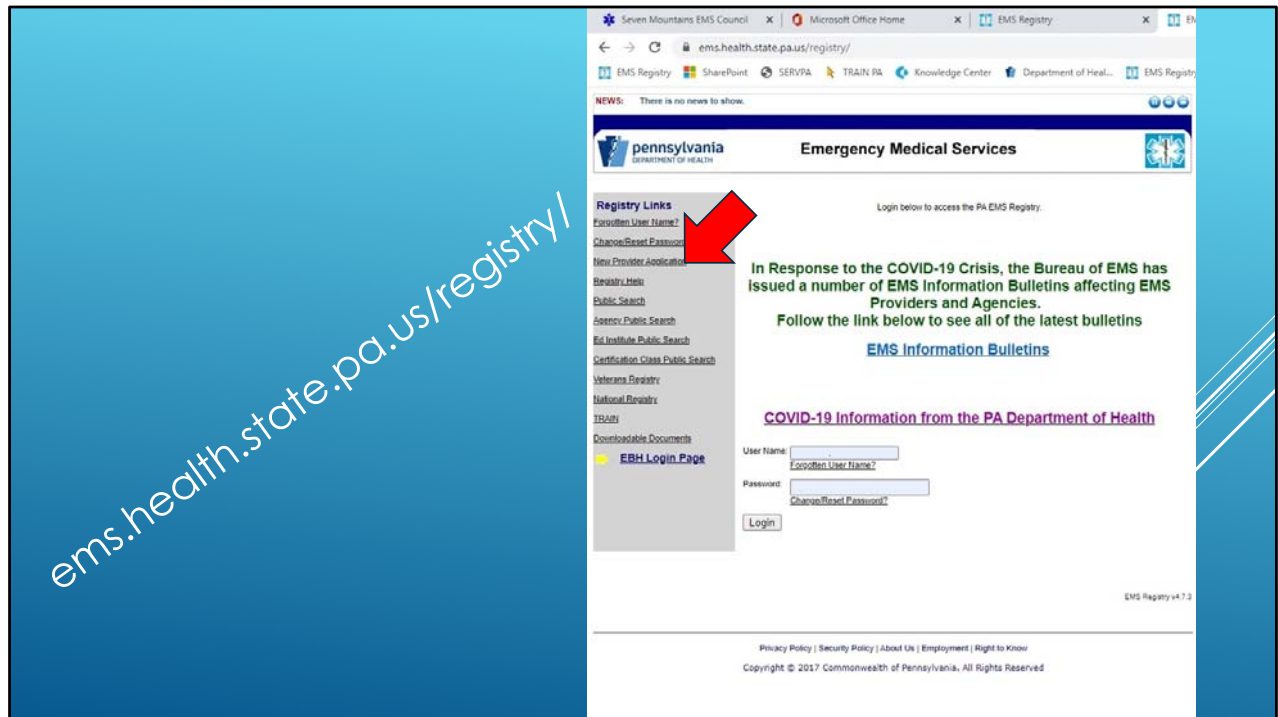 ems.health.state.pa.us/registry/
Seven Mountains EMS Coun
Microsoft Office Home
EMS Registry
EM
ems.health.state.pa.us/registry/
EMS Registry SharePoint SERVPA TRAIN PA Knowledge Center Department of Heal... EMS Registry
NEWS: There is no news to show.
pennsylvania
DEPARTMENT OF HEALTH
Emergency Medical Services
Registry Links
Forgotten User Name?
Change/Reset Password
New Provider Application
Registry Help
Public Search
Agency Public Search
Ed Institute Public Search
Certification Class Public Search
Veterans Registry
National Registry
TRAIN
Downloadable Documents
EBH Login Page
Login below to access the PA EMS Registry.
In Response to the COVID-19 Crisis, the Bureau of EMS has
issued a number of EMS Information Bulletins affecting EMS
Providers and Agencies.
Follow the link below to see all of the latest bulletins
EMS Information Bulletins
COVID-19 Information from the PA Department of Health
User Name:
Forgotten User Name?
Password:
Change/Reset Password?
Login
EMS Registry v4.7.3
Privacy Policy | Security Policy | About Us | Employment | Right to Know
Copyright © 2017 Commonwealth of Pennsylvania. All Rights Reserved